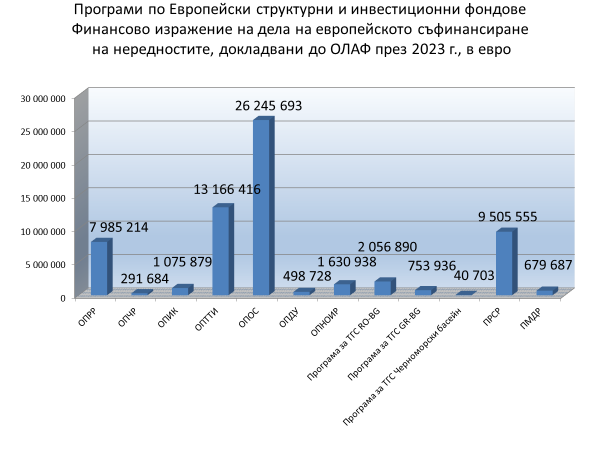 Програми по Европейски структурни и инвестиционни фондове
Финансово изражение на дела на европейското съфинансиране
на нередностите, докладвани до ОЛАФ през 2023 г., в евро
30 000 000
25 000 000
20 000 000
15 000 000
10 000 000
5 000 000
0
7 985 214
291 684
1 075 879
13 166 416
26 245 693
498 728
1 630 938
2 056 890
753 936
40 703
9 505 555
679 687
ОПРР
ОПЧР
ОПИК
ОПТТИ
ОПОС
ОПДУ
ОПНОИР
Програма за ТГС RO-BG
Програма за ТГС GR-BG
Програма за ТГС Черноморски басейн
ПРСР
ПМДР